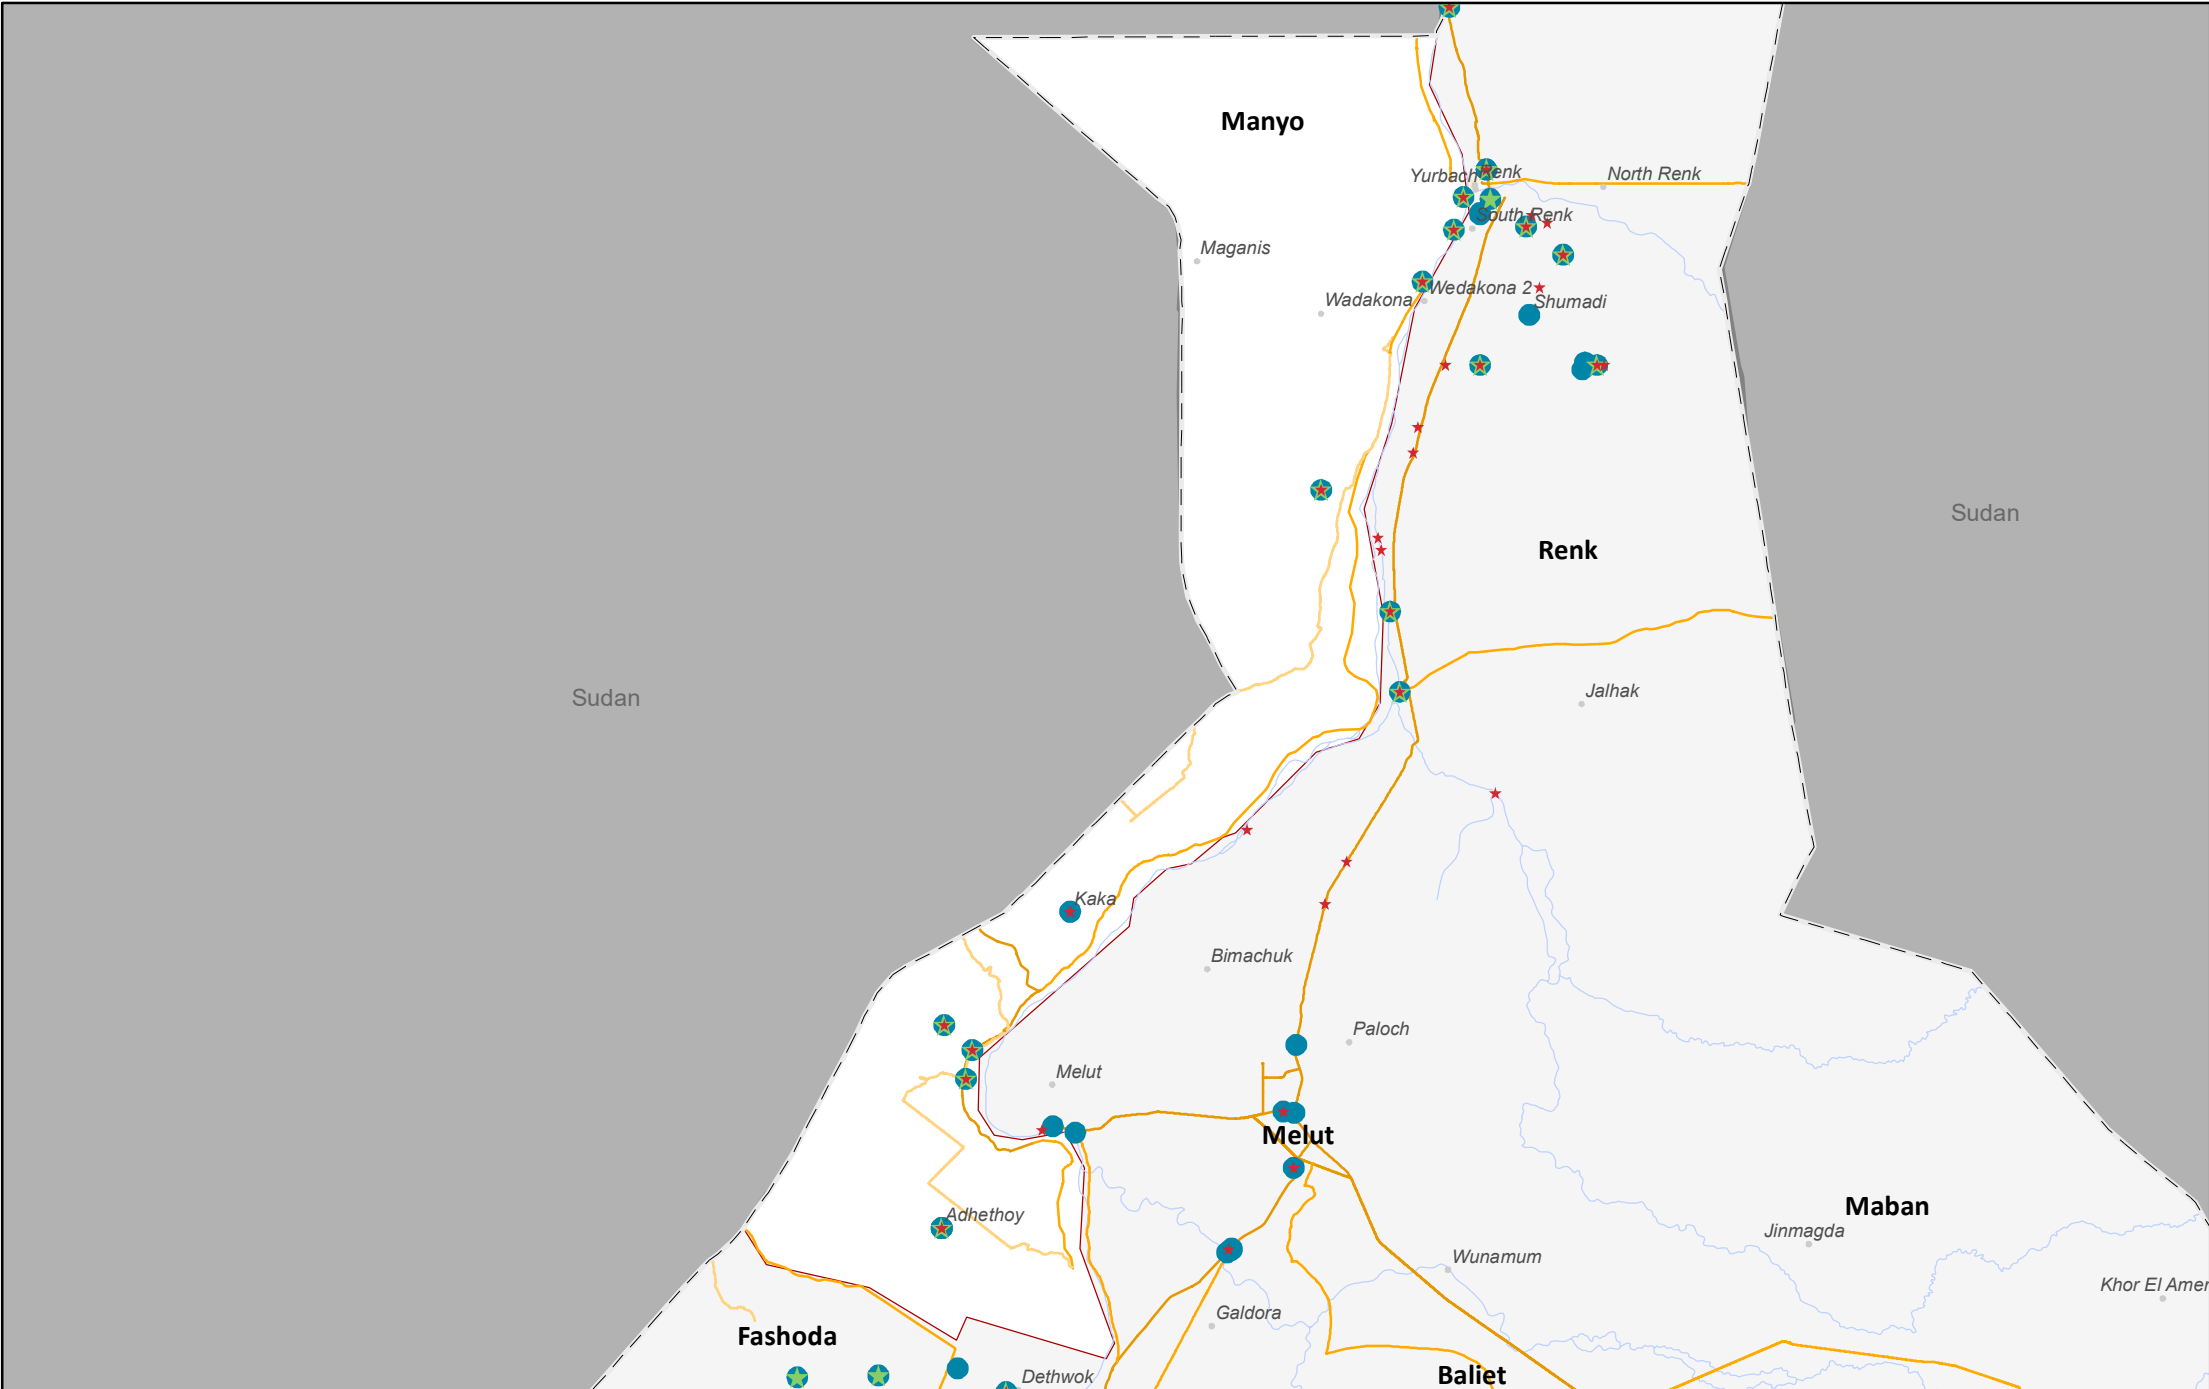 Manyo
Yurbach
Renk
North Renk
South Renk
Maganis
Wedakona 2
Wadakona
Shumadi
Sudan
Renk
Sudan
Jalhak
Kaka
Bimachuk
Paloch
Melut
Melut
Maban
Adhethoy
Jinmagda
Wunamum
Khor El Amer
Galdora
Fashoda
Dethwok
Baliet